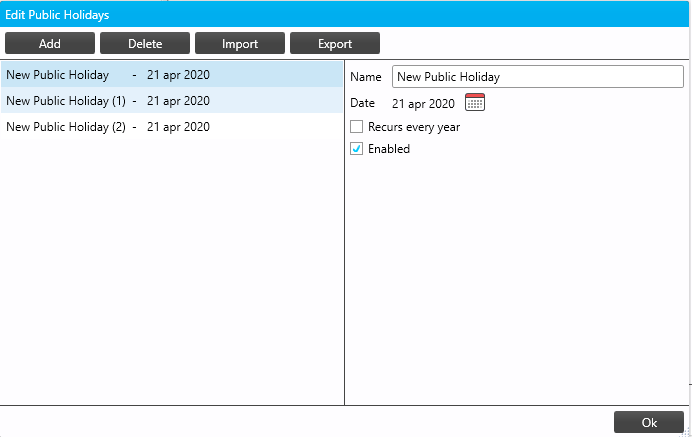 Edit Public Holidays
Add Delete Import Export
New Public Holiday - 21 apr 2020
New Public Holiday (1) - 21 apr 2020
New Public Holiday (2) - 21 apr 2020
Name New Public Holiday
Date 21 apr 2020
Recurs every year
Enabled
Ok